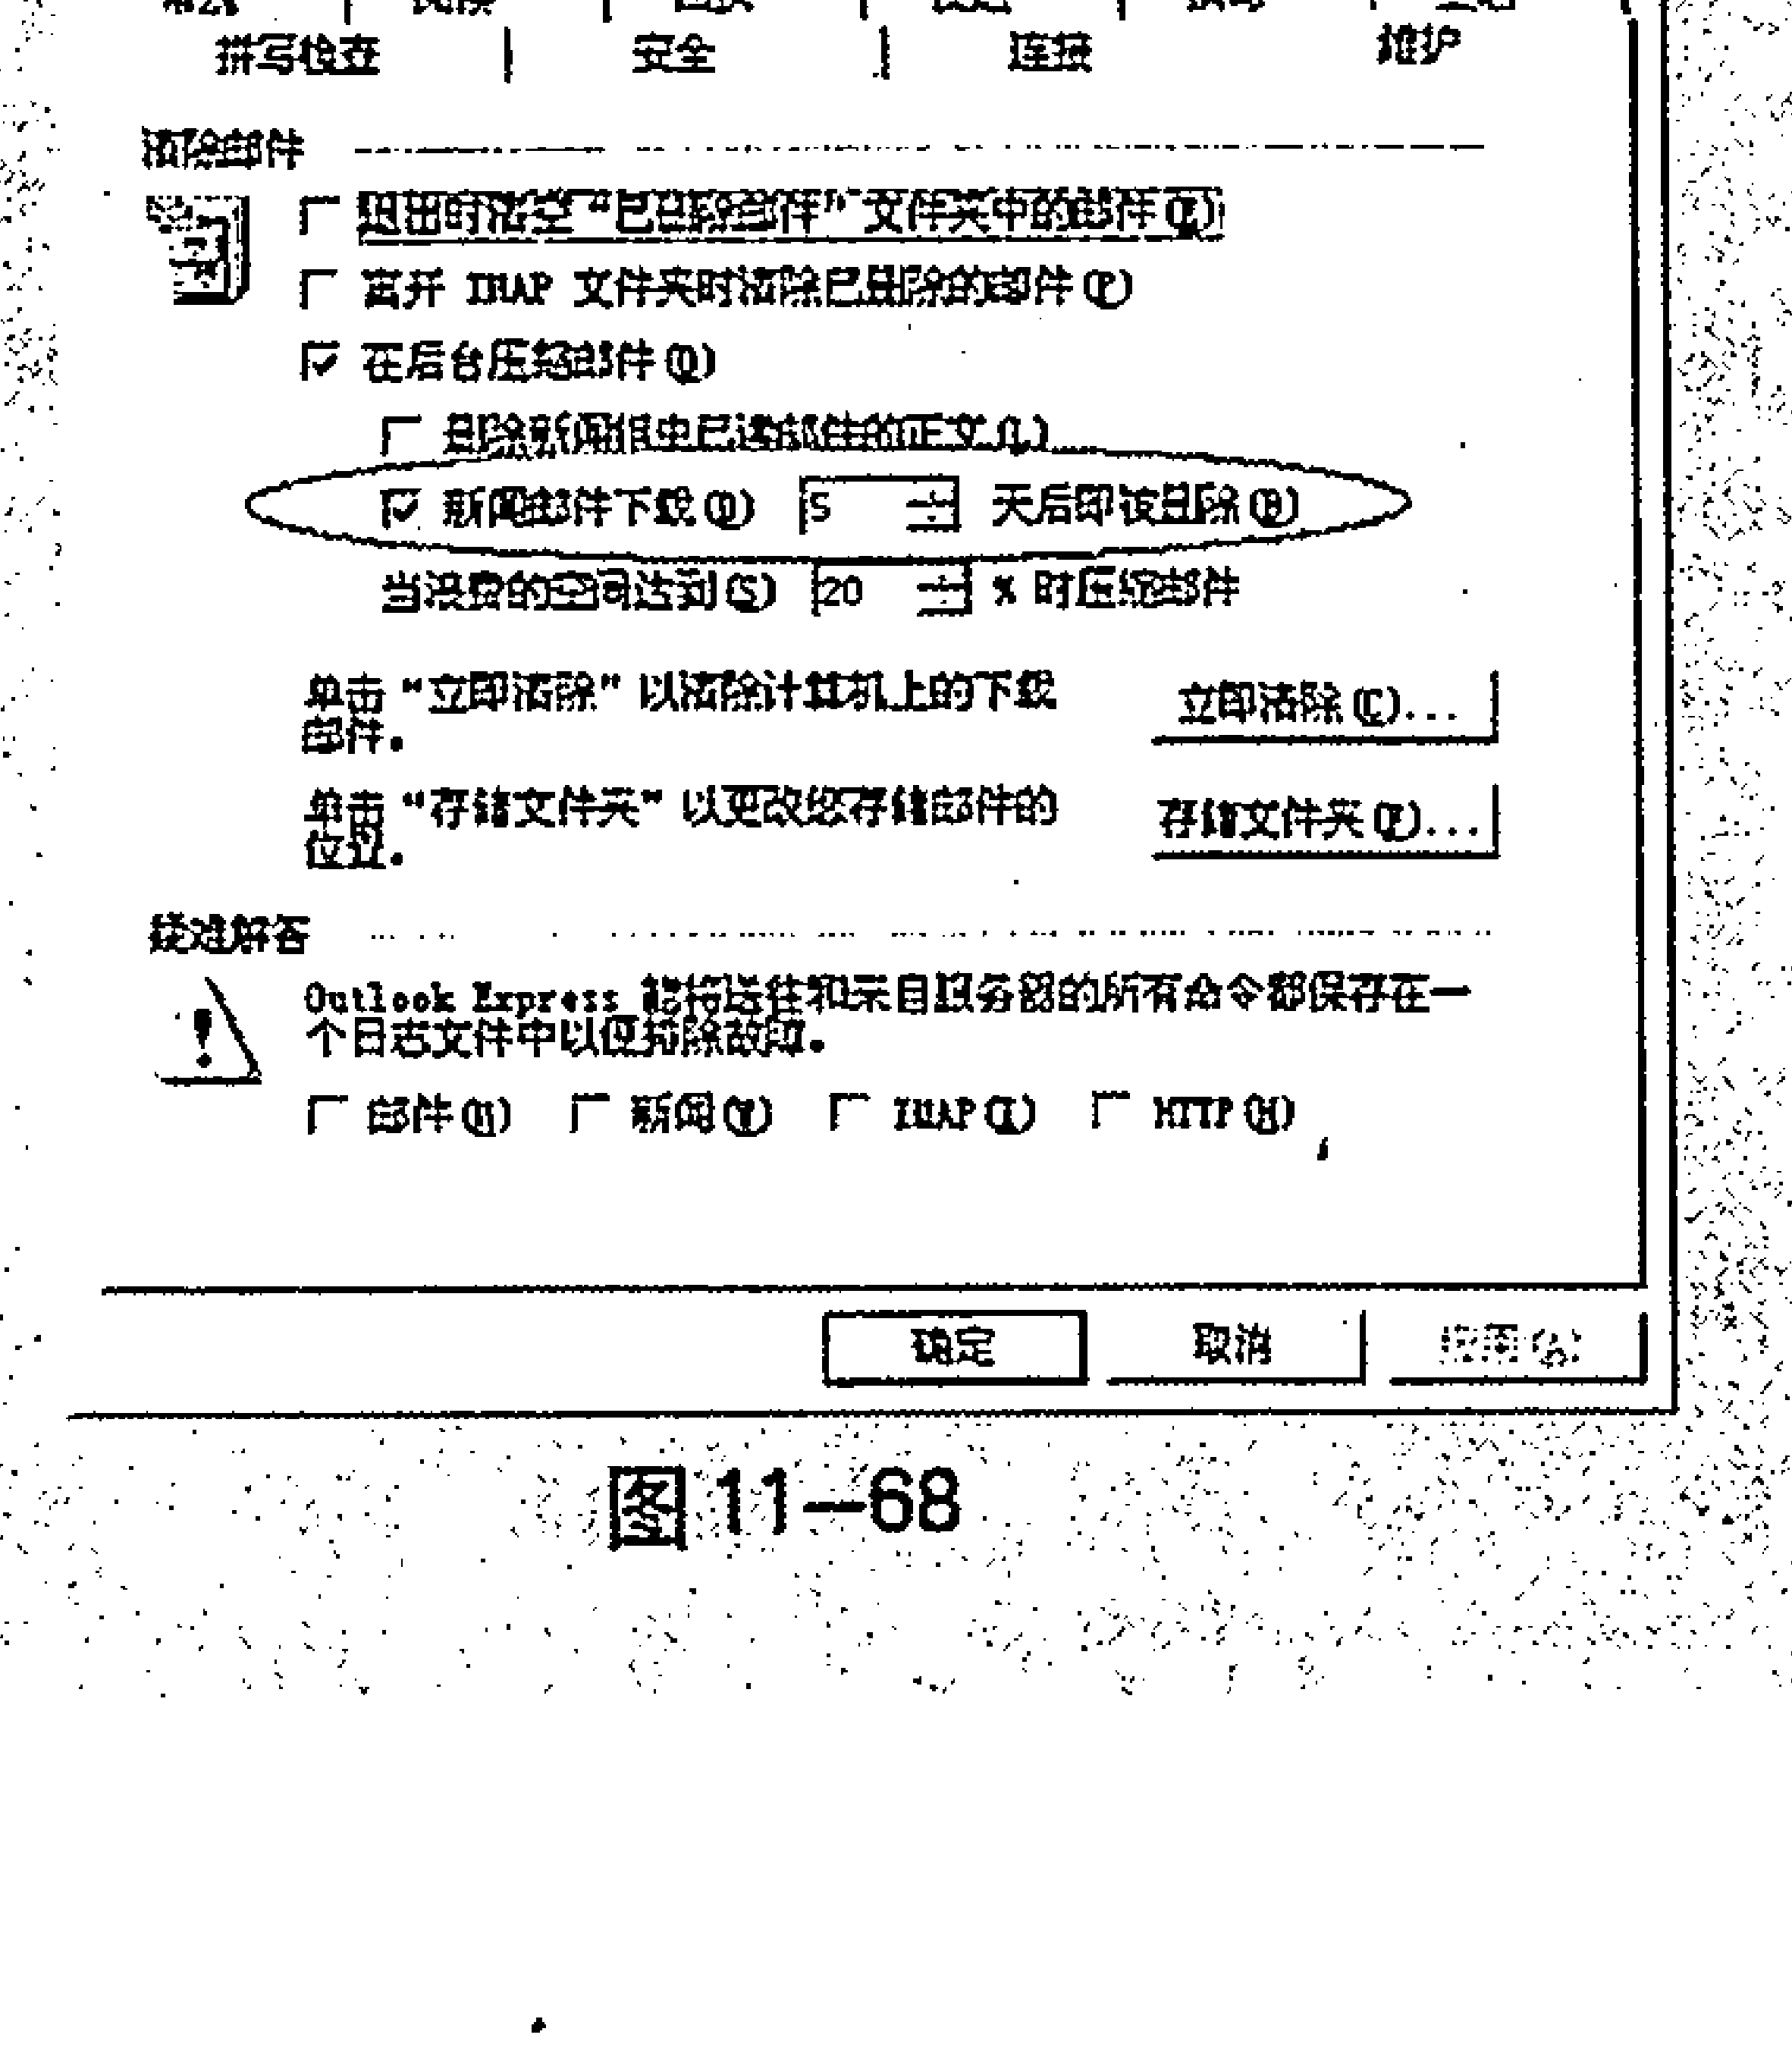 拼写检查 安全 连接 维护
清除邮件
退出时清空“已删除邮件”文件夹中的邮件(E)
离开 IMAP 文件夹时清除已删除的邮件(P)
在后台压缩邮件(O)
删除新闻组中已读邮件的正文(L)
新闻邮件下载(D) 5 天后即该删除(B)
当浪费的空间达到(S) 20 % 时压缩邮件
单击“立即清除”以清除计算机上的下载
邮件。
立即清除(C)...
单击“存储文件夹”以更改您存储邮件的
位置。
存储文件夹(F)...
疑难解答
Outlook Express 能将送往和来自服务器的所有命令都保存在一
个日志文件中以便排除故障。
邮件(M) 新闻(W) IMAP(I) HTTP(H)
确定 取消 应用(A)
图 11-68